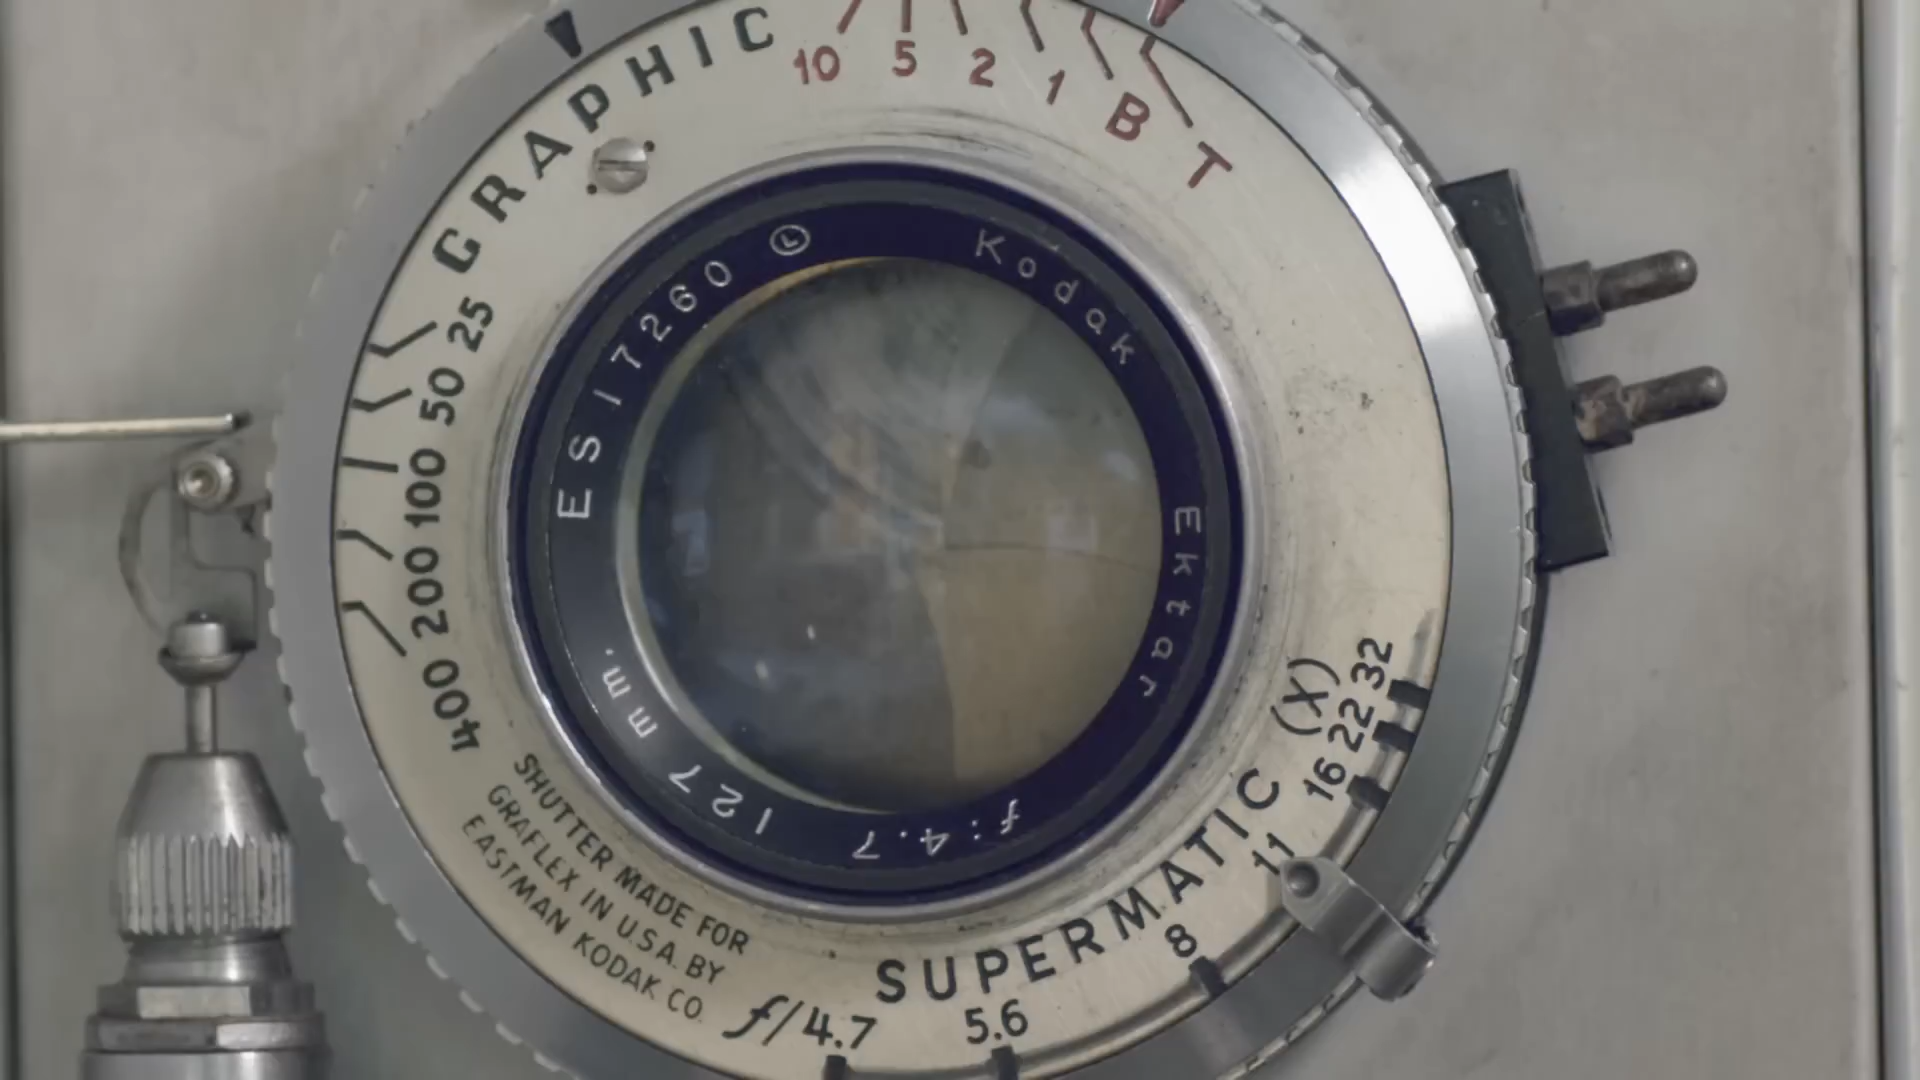 GRAPHIC
10 5 2 1 B T
25 50 100 200 400
ES17260 Ⓛ
Kodak Ektar
f:4.7 127 mm.
SHUTTER MADE FOR
GRAFLEX IN U.S.A. BY
EASTMAN KODAK CO.
SUPERMATIC (X)
f/4.7 5.6 8 11 16 22 32